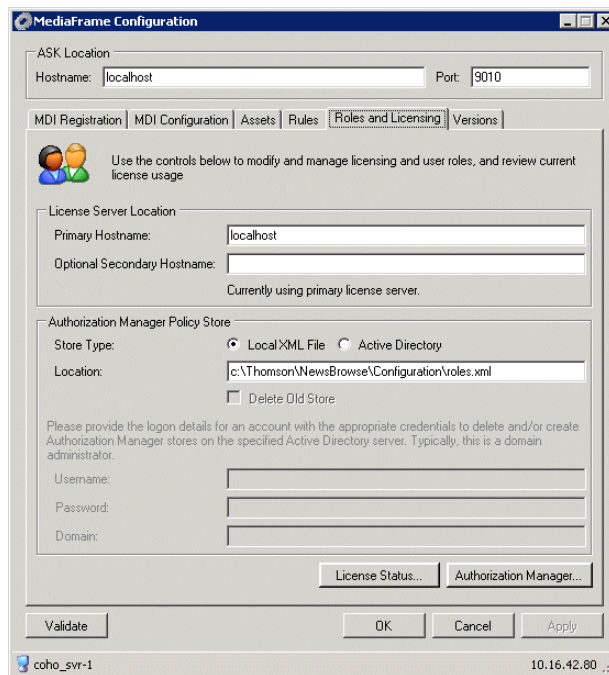 MediaFrame Configuration
ASK Location
Hostname: localhost Port: 9010
MDI Registration MDI Configuration Assets Rules Roles and Licensing Versions
Use the controls below to modify and manage licensing and user roles, and review current
license usage
License Server Location
Primary Hostname: localhost
Optional Secondary Hostname:
Currently using primary license server.
Authorization Manager Policy Store
Store Type: Local XML File Active Directory
Location: c:\Thomson\NewsBrowse\Configuration\roles.xml
Delete Old Store
Please provide the logon details for an account with the appropriate credentials to delete and/or create
Authorization Manager stores on the specified Active Directory server. Typically, this is a domain
administrator.
Username:
Password:
Domain:
License Status... Authorization Manager...
Validate OK Cancel Apply
coho_svr-1 10.16.42.80